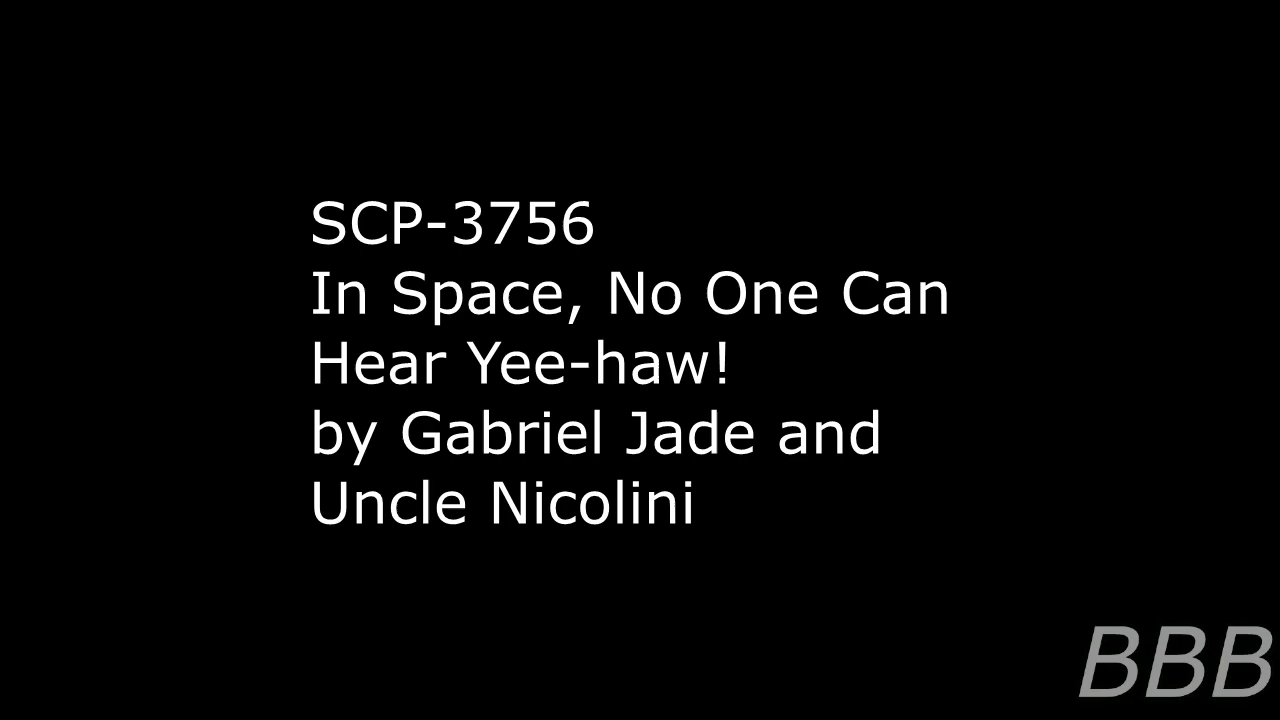 SCP-3756
In Space, No One Can
Hear Yee-haw!
by Gabriel Jade and
Uncle Nicolini
BBB